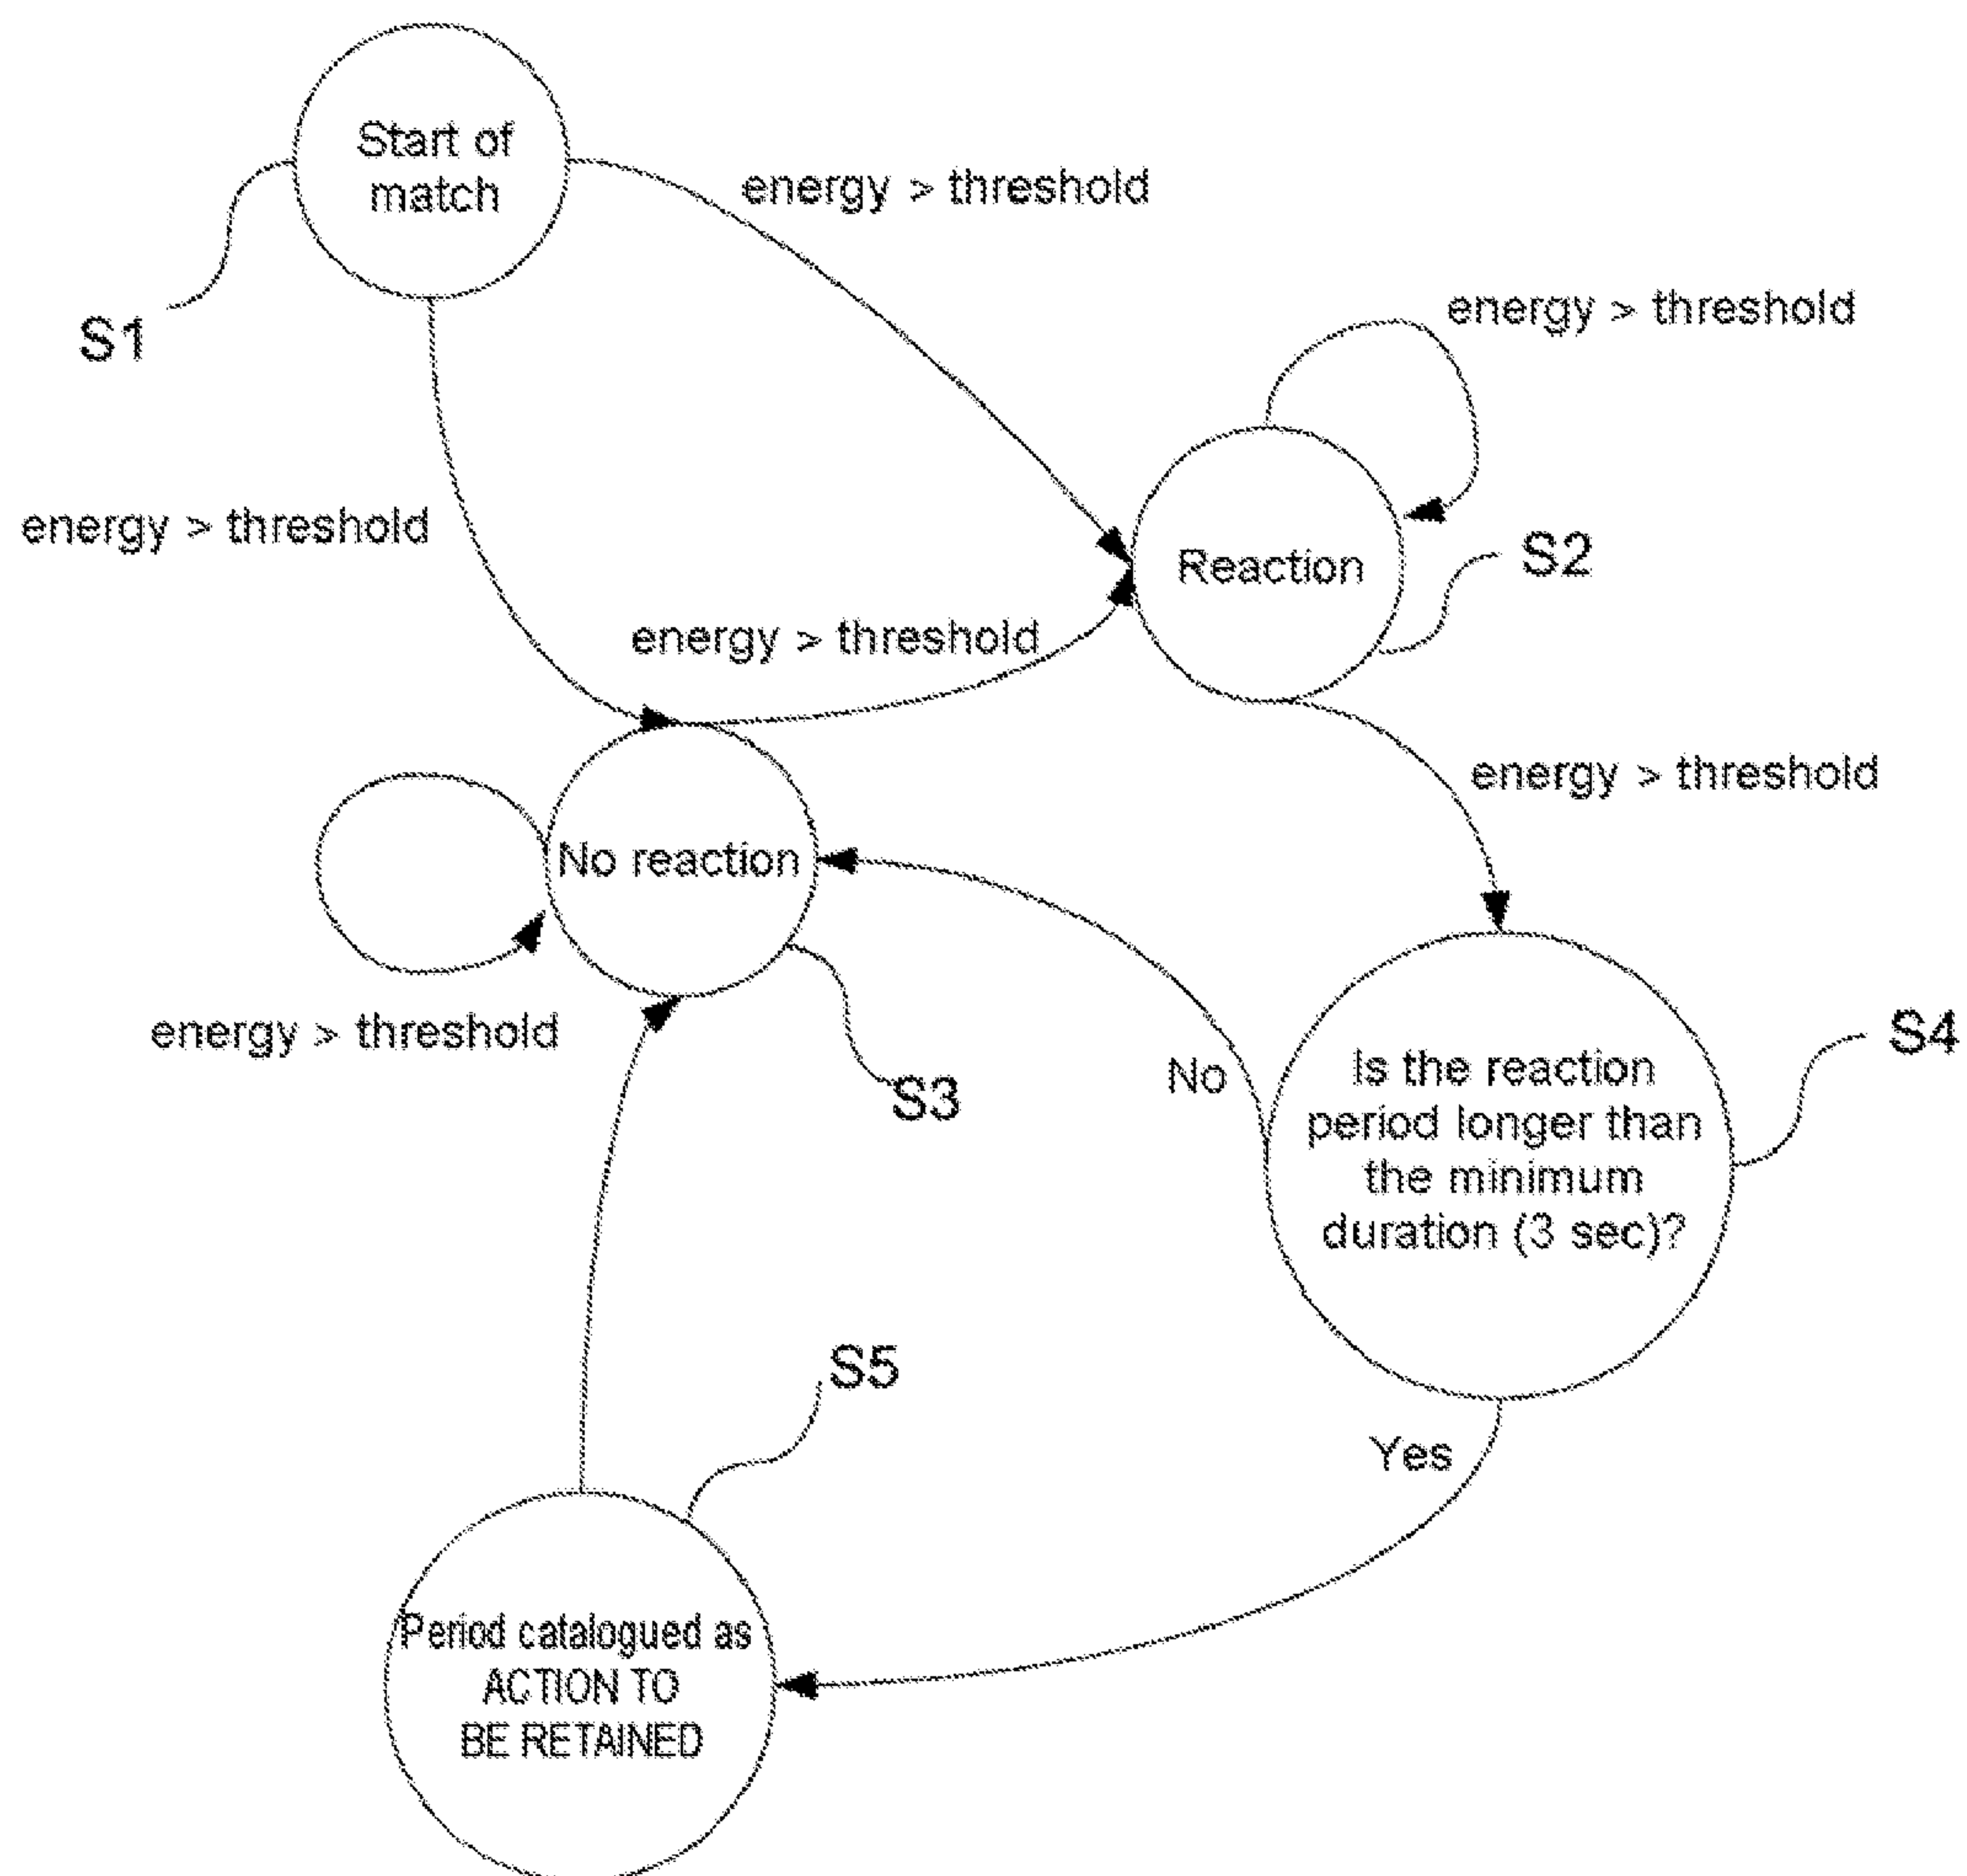 Start of
match
energy > threshold
S1
energy > threshold
energy > threshold
S2
Reaction
energy > threshold
energy > threshold
No reaction
energy > threshold
S3
S4
No
Is the reaction
period longer than
the minimum
duration (3 sec)?
S5
Yes
Period catalogued as
ACTION TO
BE RETAINED